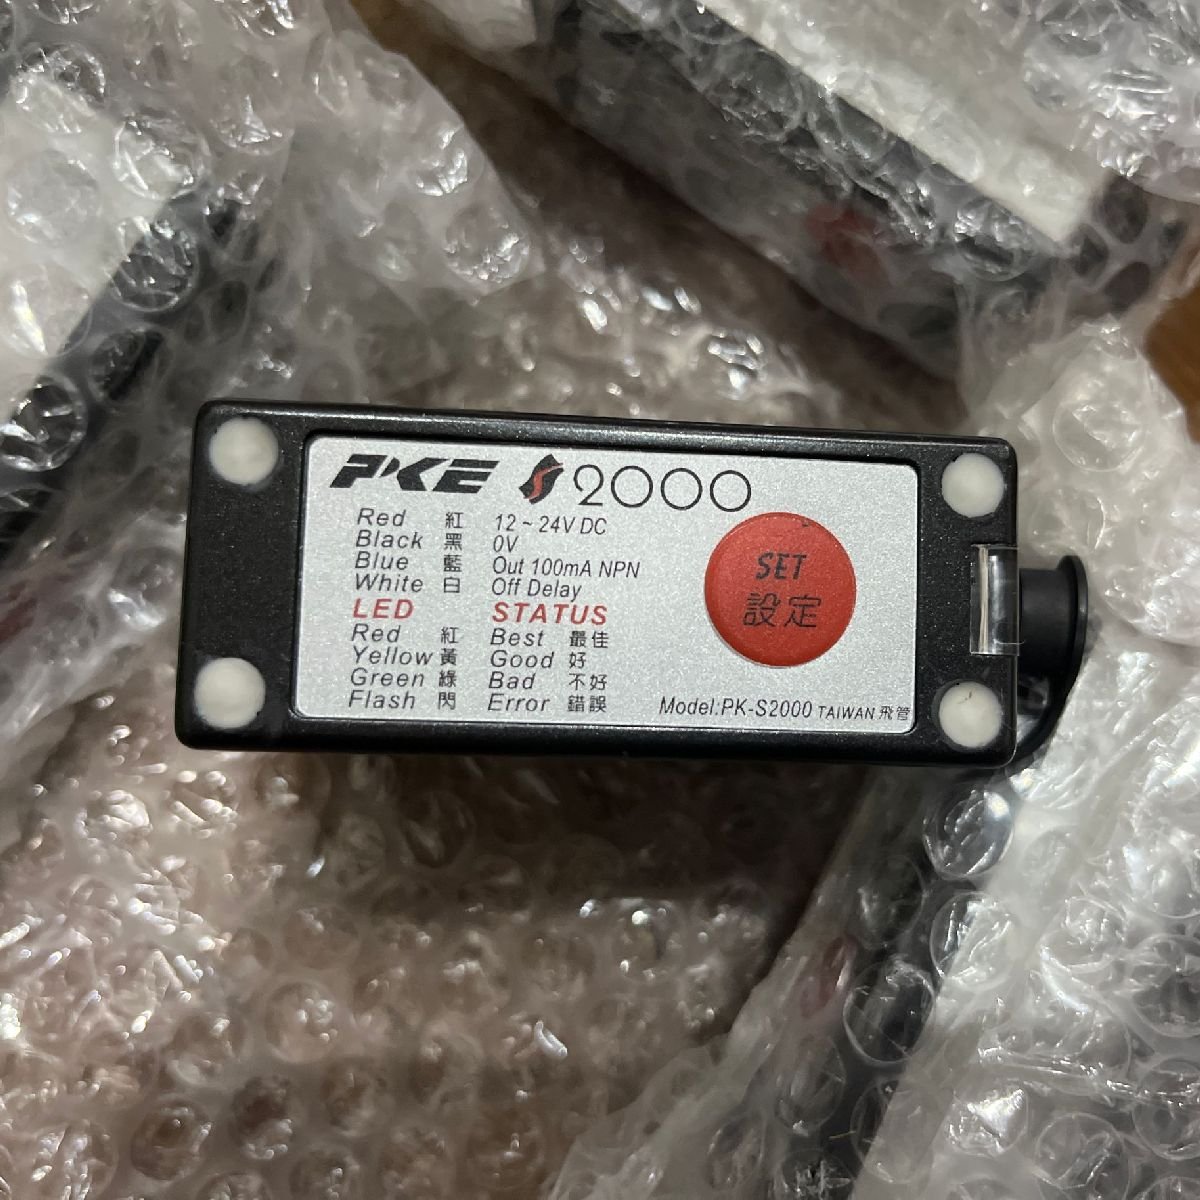 PKE S 2000
Red 紅 12 ~ 24V DC
Black 黑 0V
Blue 藍 Out 100mA NPN
White 白 Off Delay
LED STATUS
Red 紅 Best 最佳
Yellow 黃 Good 好
Green 綠 Bad 不好
Flash 閃 Error 錯誤
SET
設定
Model:PK-S2000 TAIWAN 飛管